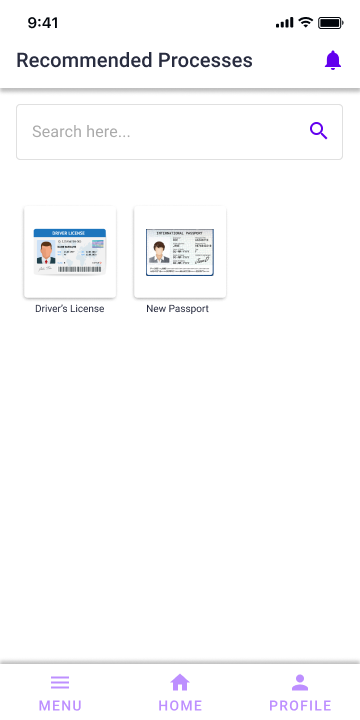 9:41
Recommended Processes
Search here...
DRIVER LICENSE
INTERNATIONAL PASSPORT
Driver's License
New Passport
MENU
HOME
PROFILE